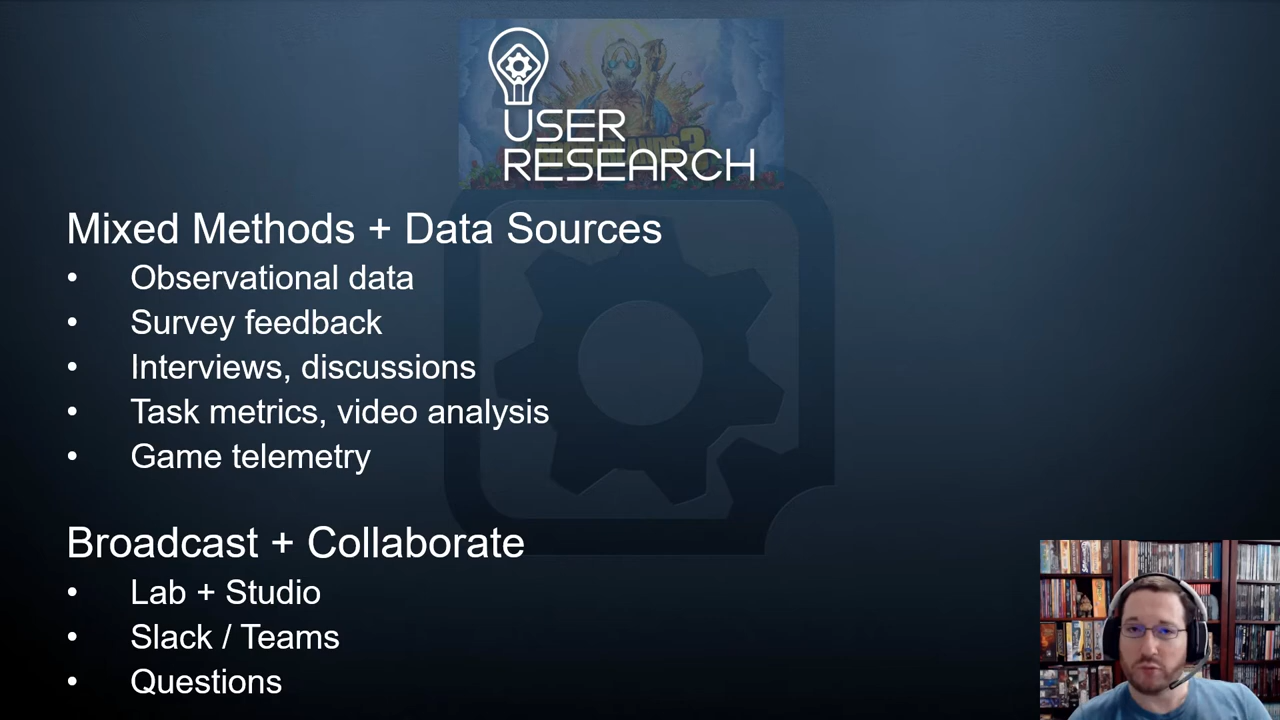 USER
RESEARCH
Mixed Methods + Data Sources
• Observational data
• Survey feedback
• Interviews, discussions
• Task metrics, video analysis
• Game telemetry
Broadcast + Collaborate
• Lab + Studio
• Slack / Teams
• Questions